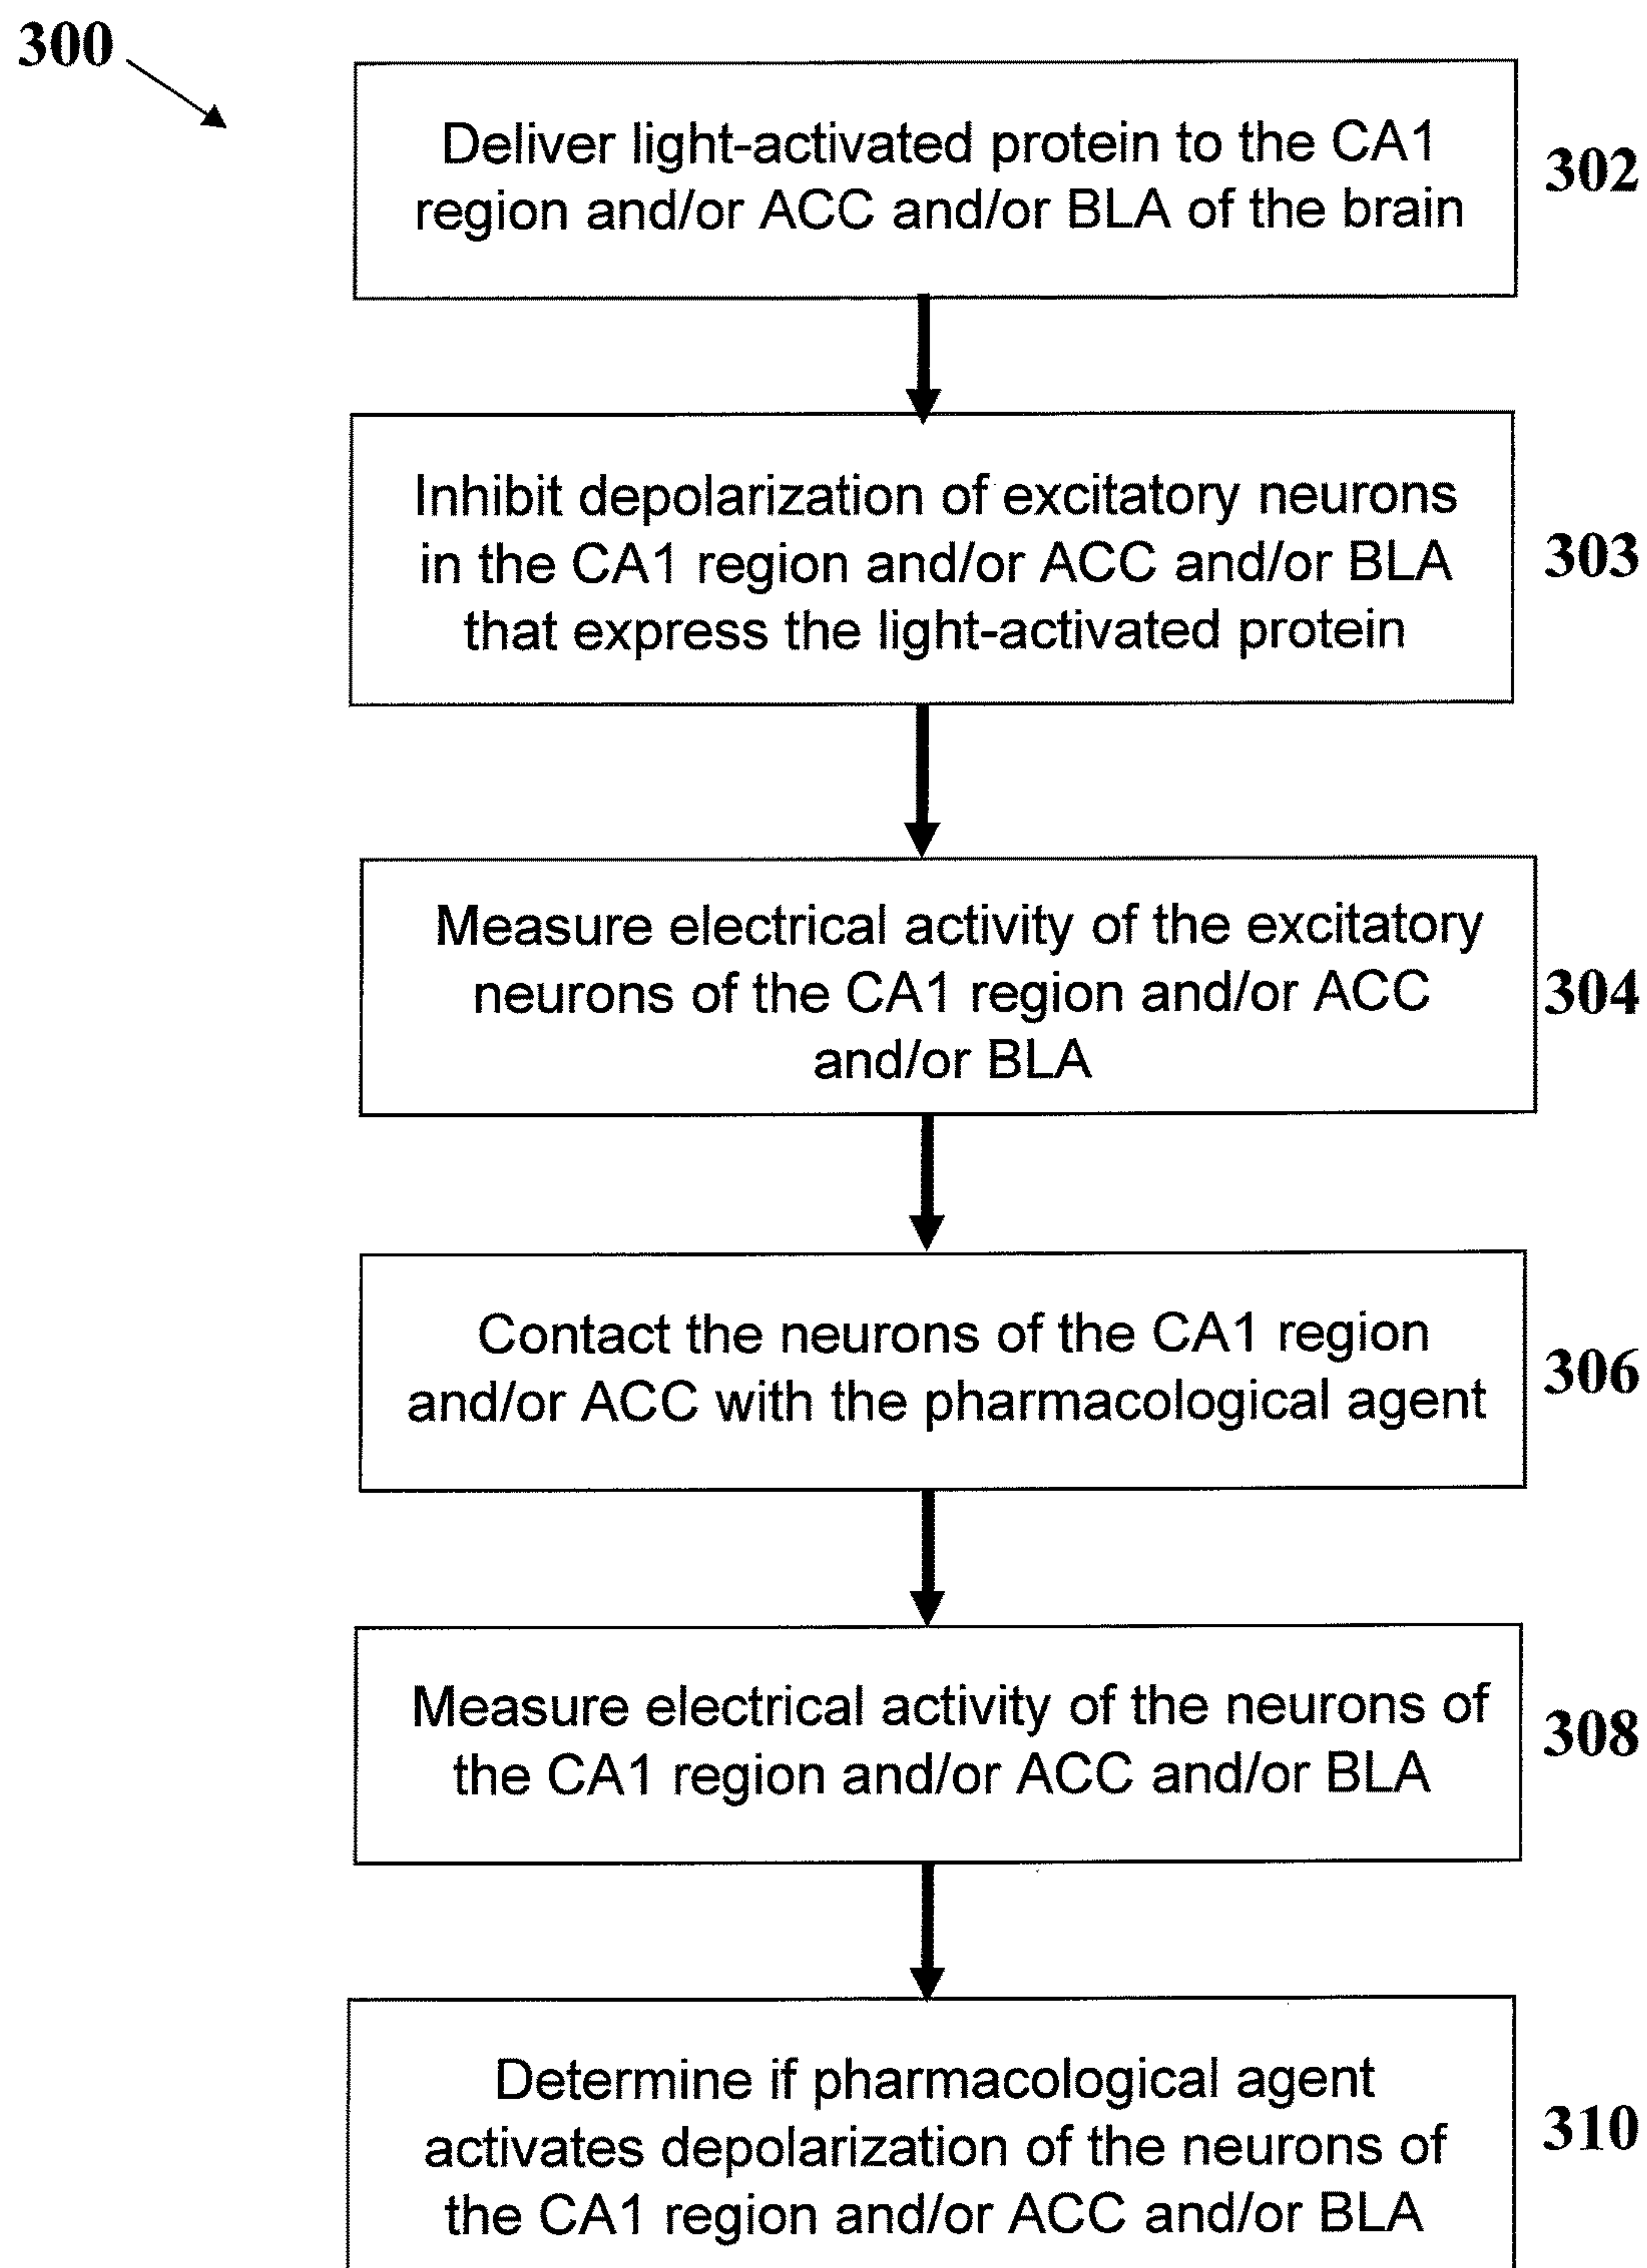 300
Deliver light-activated protein to the CA1
region and/or ACC and/or BLA of the brain
302
Inhibit depolarization of excitatory neurons
in the CA1 region and/or ACC and/or BLA
that express the light-activated protein
303
Measure electrical activity of the excitatory
neurons of the CA1 region and/or ACC
and/or BLA
304
Contact the neurons of the CA1 region
and/or ACC with the pharmacological agent
306
Measure electrical activity of the neurons of
the CA1 region and/or ACC and/or BLA
308
Determine if pharmacological agent
activates depolarization of the neurons of
the CA1 region and/or ACC and/or BLA
310